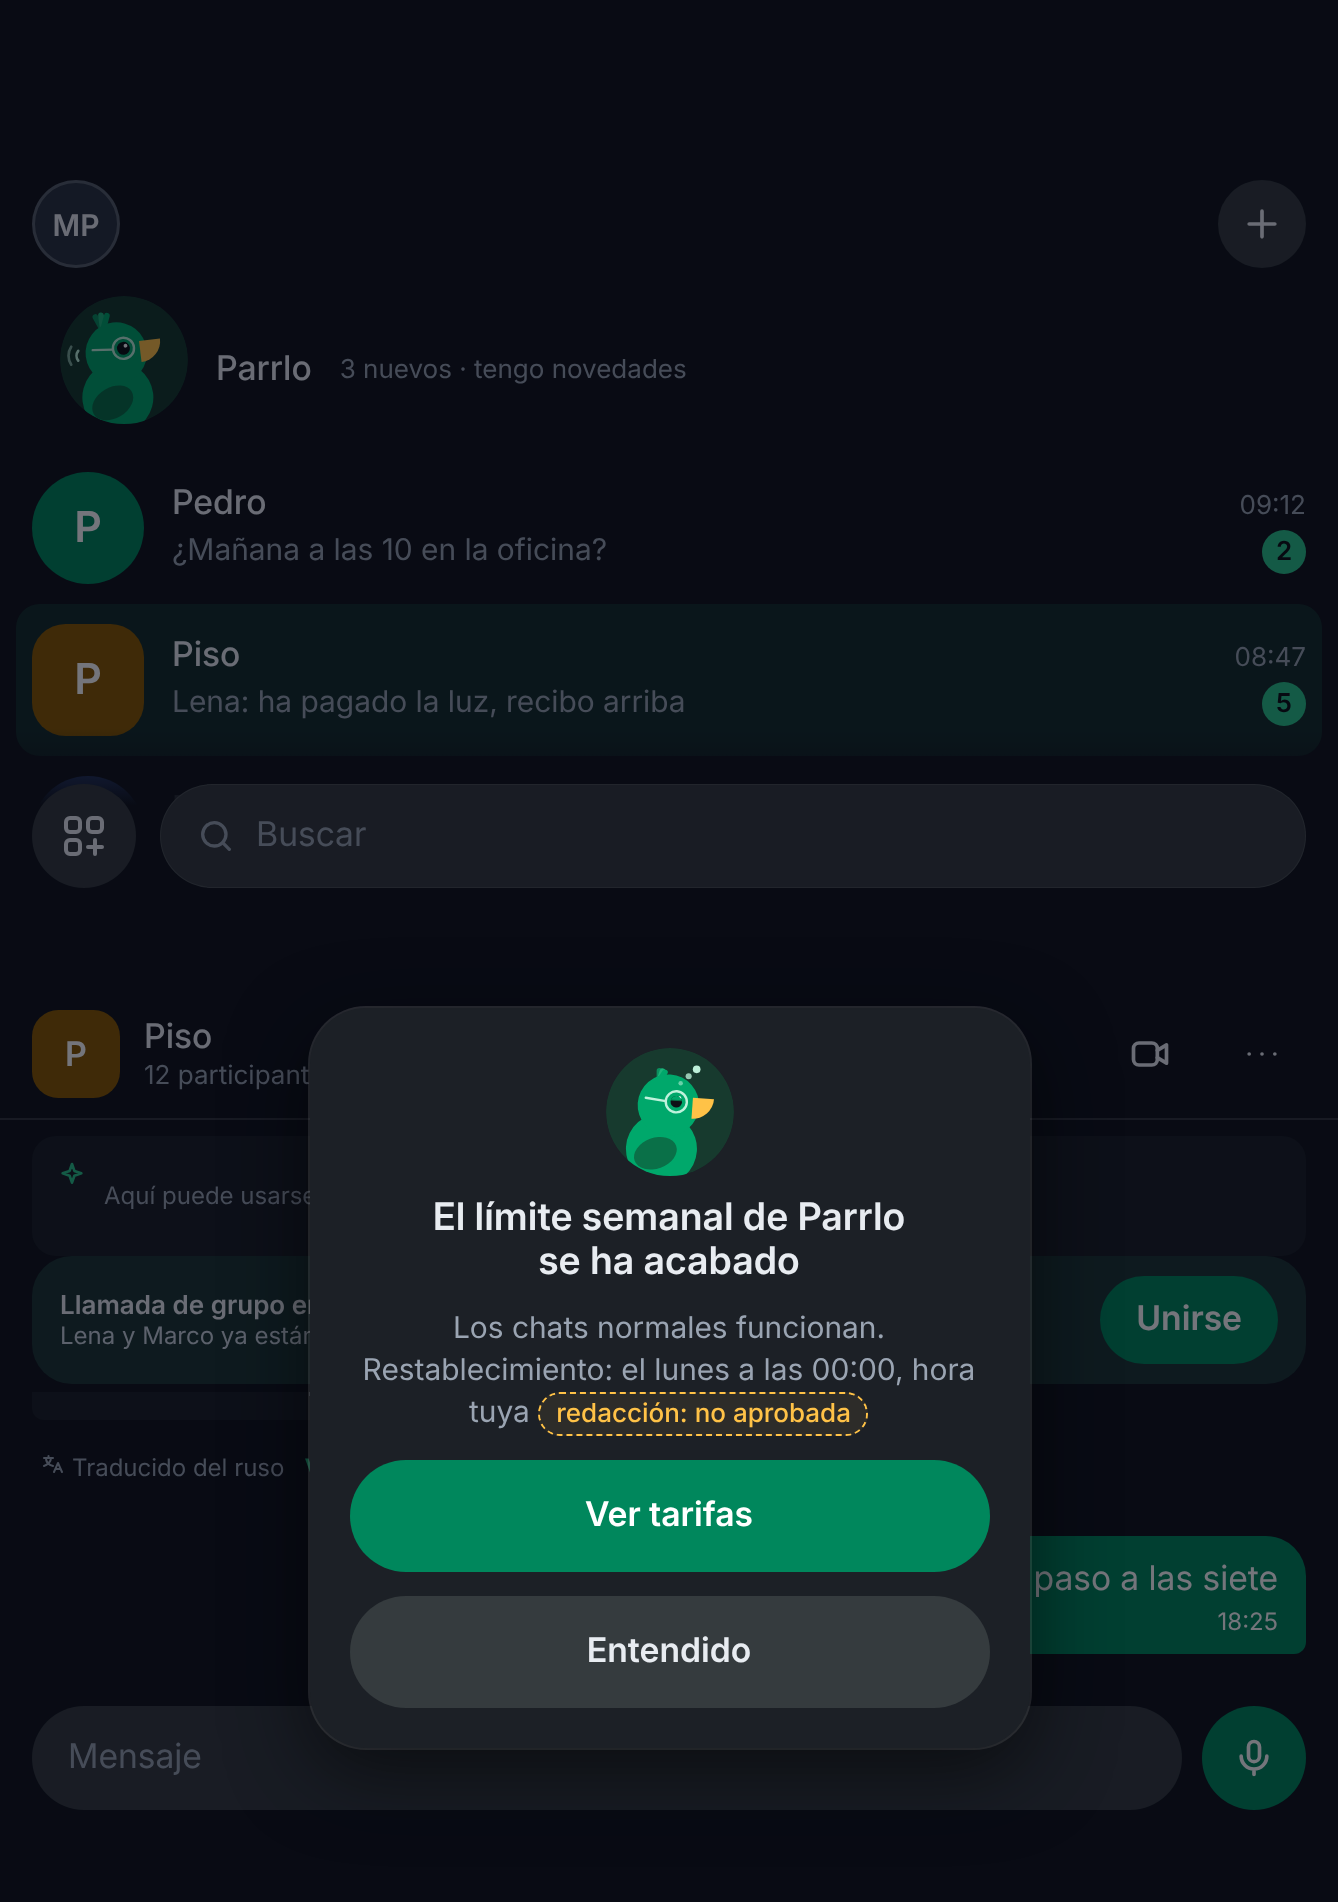 MP
Parrlo 3 nuevos · tengo novedades
P
Pedro
09:12
¿Mañana a las 10 en la oficina?
2
P
Piso
08:47
Lena: ha pagado la luz, recibo arriba
5
Buscar
P
Piso
12
El límite semanal de Parrlo
se ha acabado
Los chats normales funcionan.
Restablecimiento: el lunes a las 00:00, hora
tuya redacción: no aprobada
Ver tarifas
Entendido
Aquí puede
Llamada de grupo
Lena y Marco ya
Unirse
Traducido del ruso
paso a las siete
18:25
Mensaje